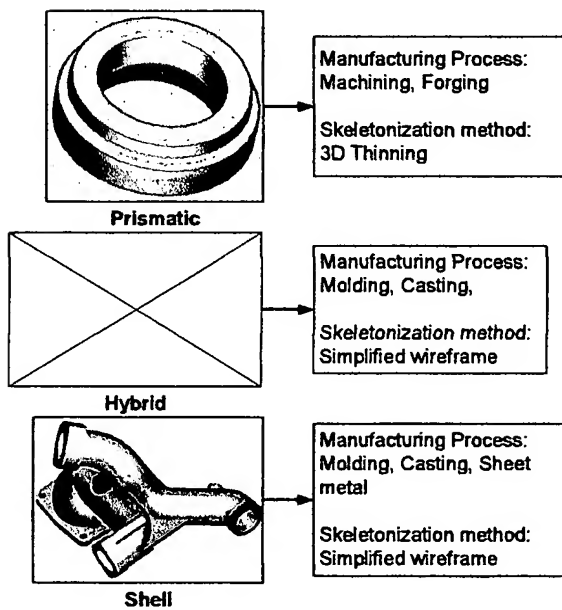 Manufacturing Process:
Machining, Forging
Skeletonization method:
3D Thinning
Prismatic
Manufacturing Process:
Molding, Casting,
Skeletonization method:
Simplified wireframe
Hybrid
Manufacturing Process:
Molding, Casting, Sheet
metal
Skeletonization method:
Simplified wireframe
Shell